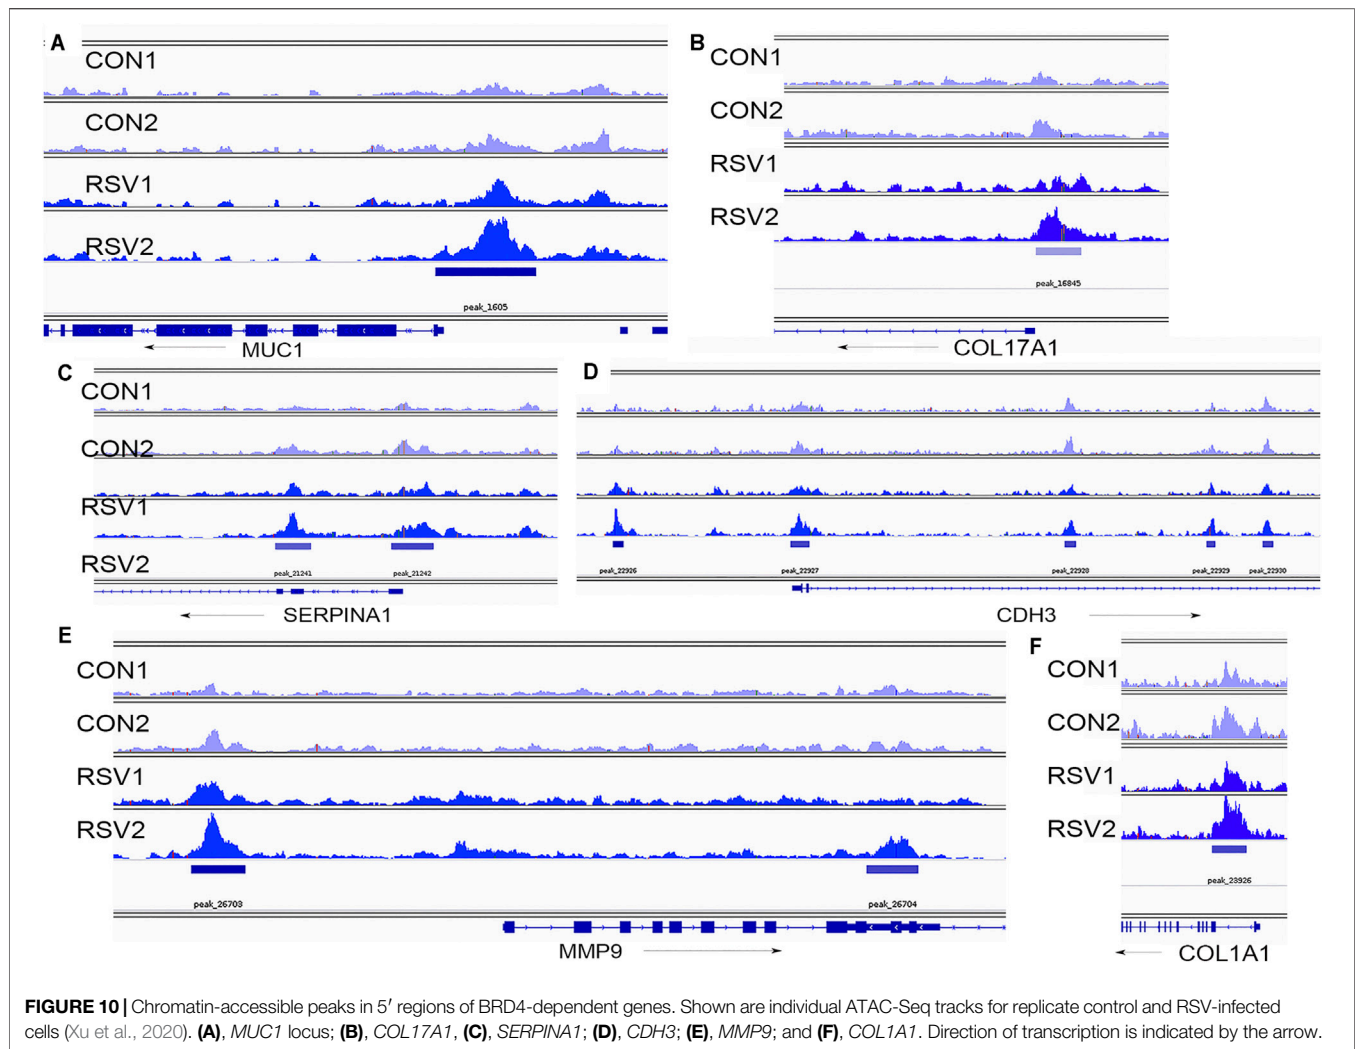 A
CON1
CON2
RSV1
RSV2
peak_1605
MUC1
B
CON1
CON2
RSV1
RSV2
peak_16845
COL17A1
C
CON1
CON2
RSV1
RSV2
peak_21241 peak_21242
SERPINA1
D
peak_22926 peak_22927 peak_22928 peak_22929 peak_22930
CDH3
E
CON1
CON2
RSV1
RSV2
peak_26703 peak_26704
MMP9
F
CON1
CON2
RSV1
RSV2
peak_23926
COL1A1
FIGURE 10 | Chromatin-accessible peaks in 5′ regions of BRD4-dependent genes. Shown are individual ATAC-Seq tracks for replicate control and RSV-infected
cells (Xu et al., 2020). (A), MUC1 locus; (B), COL17A1, (C), SERPINA1; (D), CDH3; (E), MMP9; and (F), COL1A1. Direction of transcription is indicated by the arrow.